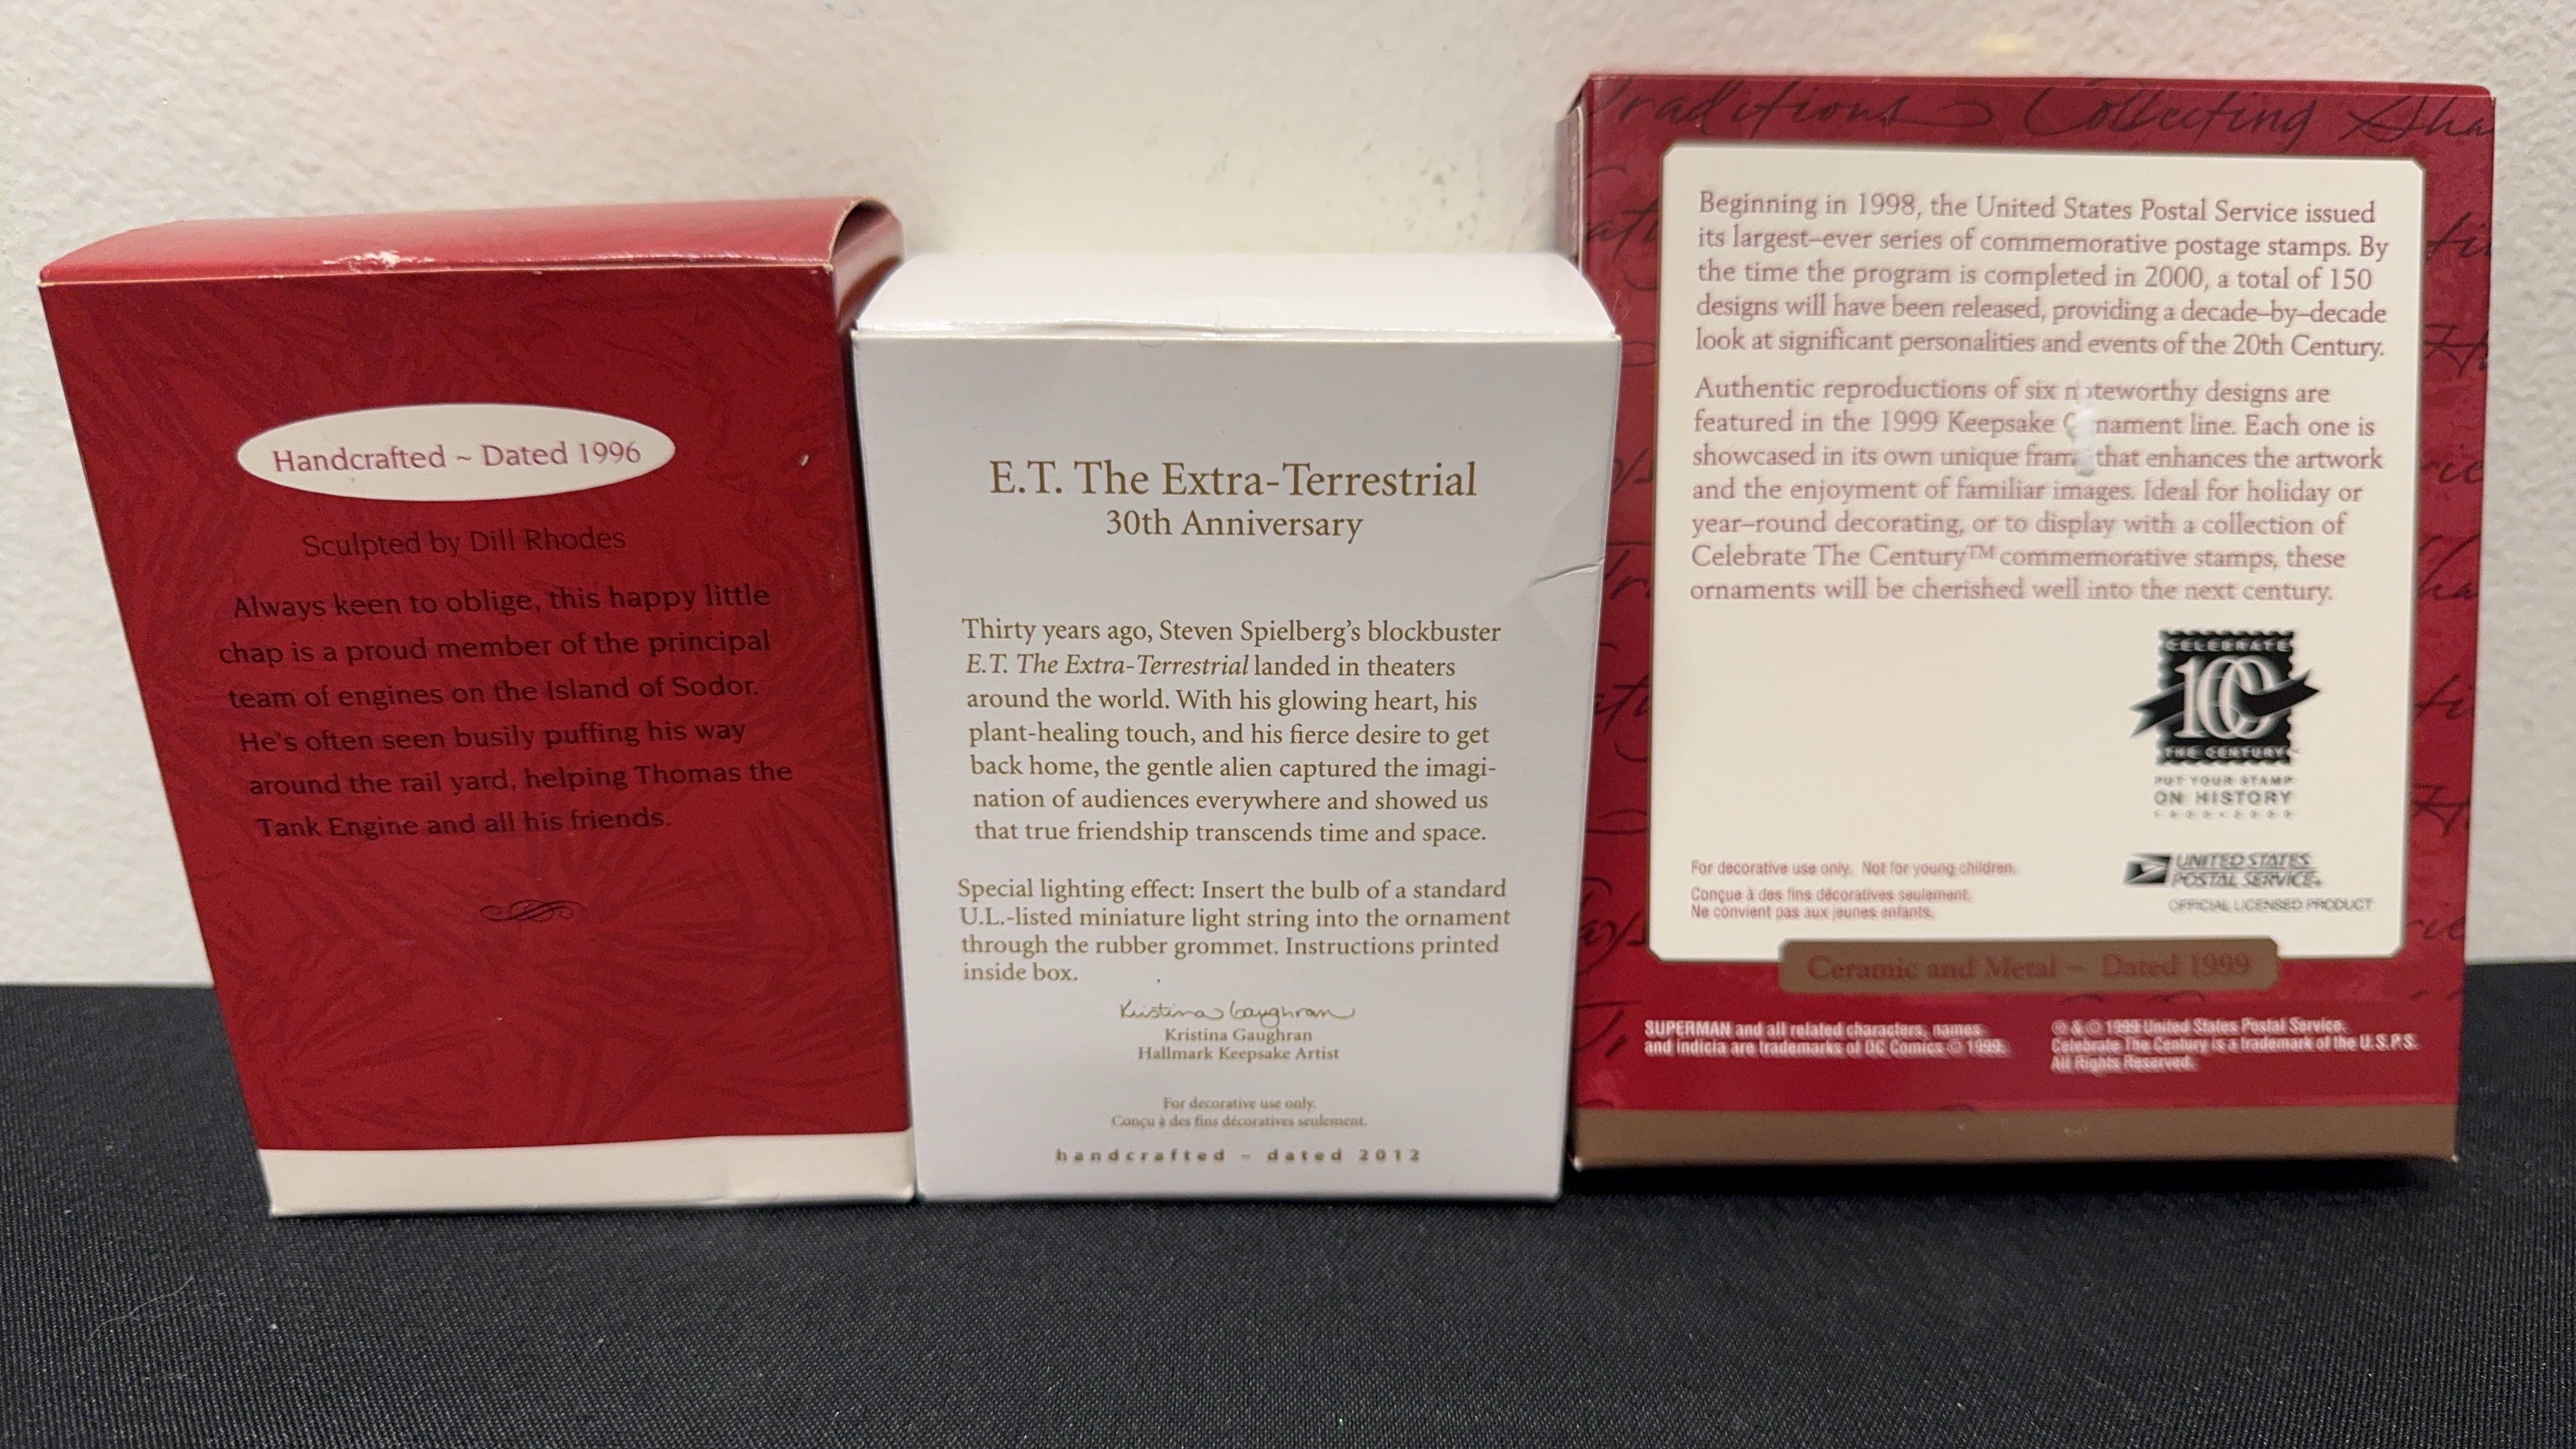 Handcrafted ~ Dated 1996
Sculpted by Dill Rhodes
Always keen to oblige, this happy little
chap is a proud member of the principal
team of engines on the Island of Sodor.
He's often seen busily puffing his way
around the rail yard, helping Thomas the
Tank Engine and all his friends.
E.T. The Extra-Terrestrial
30th Anniversary
Thirty years ago, Steven Spielberg's blockbuster
E.T. The Extra-Terrestrial landed in theaters
around the world. With his glowing heart, his
plant-healing touch, and his fierce desire to get
back home, the gentle alien captured the imagi-
nation of audiences everywhere and showed us
that true friendship transcends time and space.
Special lighting effect: Insert the bulb of a standard
U.L.-listed miniature light string into the ornament
through the rubber grommet. Instructions printed
inside box.
Kristina Gaughran
Kristina Gaughran
Hallmark Keepsake Artist
For decorative use only.
Conçu à des fins décoratives seulement.
handcrafted – dated 2012
Traditions Collecting Sha
Beginning in 1998, the United States Postal Service issued
its largest–ever series of commemorative postage stamps. By
the time the program is completed in 2000, a total of 150
designs will have been released, providing a decade–by–decade
look at significant personalities and events of the 20th Century.
Authentic reproductions of six noteworthy designs are
featured in the 1999 Keepsake Ornament line. Each one is
showcased in its own unique frame that enhances the artwork
and the enjoyment of familiar images. Ideal for holiday or
year–round decorating, or to display with a collection of
Celebrate The Century™ commemorative stamps, these
ornaments will be cherished well into the next century.
CELEBRATE
100
THE CENTURY
PUT YOUR STAMP
ON HISTORY
For decorative use only. Not for young children.
Conçue à des fins décoratives seulement.
Ne convient pas aux jeunes enfants.
UNITED STATES
POSTAL SERVICE
OFFICIAL LICENSED PRODUCT
Ceramic and Metal ~ Dated 1999
SUPERMAN and all related characters, names
and indicia are trademarks of DC Comics © 1999.
® & © 1999 United States Postal Service.
Celebrate The Century is a trademark of the U.S.P.S.
All Rights Reserved.